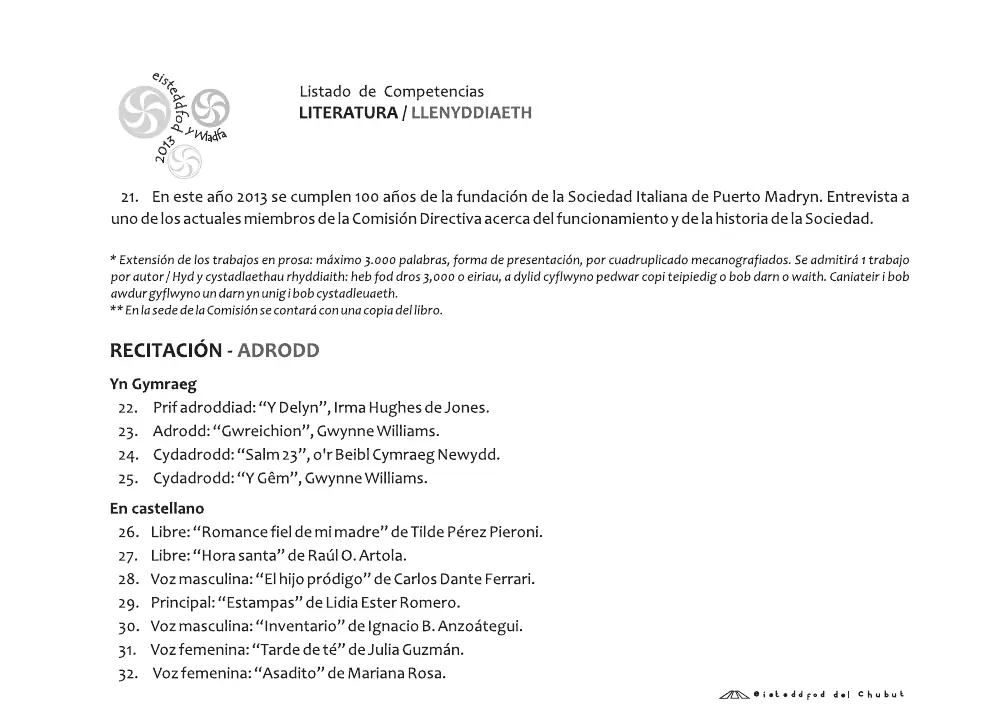 eisteddfod
y Wladfa
2013
Listado de Competencias
LITERATURA / LLENYDDIAETH
21. En este año 2013 se cumplen 100 años de la fundación de la Sociedad Italiana de Puerto Madryn. Entrevista a
uno de los actuales miembros de la Comisión Directiva acerca del funcionamiento y de la historia de la Sociedad.
* Extensión de los trabajos en prosa: máximo 3.000 palabras, forma de presentación, por cuadruplicado mecanografiados. Se admitirá 1 trabajo
por autor / Hyd y cystadlaethau rhyddiaith: heb fod dros 3,000 o eiriau, a dylid cyflwyno pedwar copi teipiedig o bob darn o waith. Caniateir i bob
awdur gyflwyno un darn yn unig i bob cystadleuaeth.
** En la sede de la Comisión se contará con una copia del libro.
RECITACIÓN - ADRODD
Yn Gymraeg
22. Prif adroddiad: “Y Delyn”, Irma Hughes de Jones.
23. Adrodd: “Gwreichion”, Gwynne Williams.
24. Cydadrodd: “Salm 23”, o'r Beibl Cymraeg Newydd.
25. Cydadrodd: “Y Gêm”, Gwynne Williams.
En castellano
26. Libre: “Romance fiel de mi madre” de Tilde Pérez Pieroni.
27. Libre: “Hora santa” de Raúl O. Artola.
28. Voz masculina: “El hijo pródigo” de Carlos Dante Ferrari.
29. Principal: “Estampas” de Lidia Ester Romero.
30. Voz masculina: “Inventario” de Ignacio B. Anzoátegui.
31. Voz femenina: “Tarde de té” de Julia Guzmán.
32. Voz femenina: “Asadito” de Mariana Rosa.
eisteddfod del Chubut